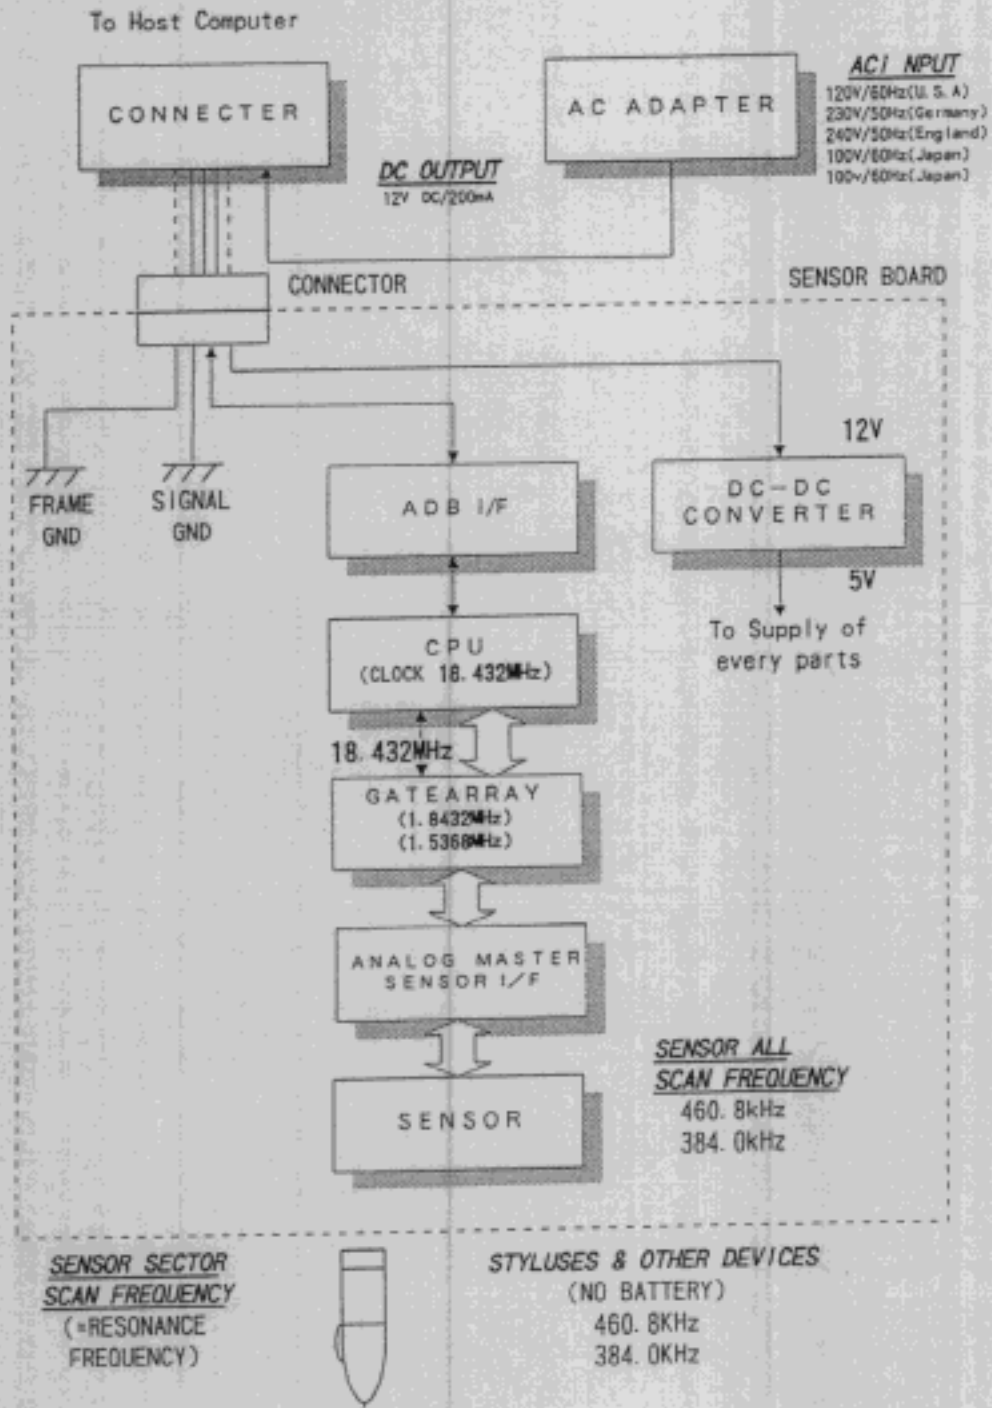 To Host Computer
CONNECTER
AC ADAPTER
ACI NPUT
120V/60Hz(U.S.A)
230V/50Hz(Germany)
240V/50Hz(England)
100V/60Hz(Japan)
100v/60Hz(Japan)
DC OUTPUT
12V DC/200mA
CONNECTOR
SENSOR BOARD
FRAME
GND
SIGNAL
GND
ADB I/F
12V
DC-DC
CONVERTER
5V
To Supply of
every parts
CPU
(CLOCK 18.432MHz)
18.432MHz
GATEARRAY
(1.8432MHz)
(1.5368MHz)
ANALOG MASTER
SENSOR I/F
SENSOR
SENSOR ALL
SCAN FREQUENCY
460.8kHz
384.0kHz
SENSOR SECTOR
SCAN FREQUENCY
(=RESONANCE
FREQUENCY)
STYLUSES & OTHER DEVICES
(NO BATTERY)
460.8KHz
384.0KHz